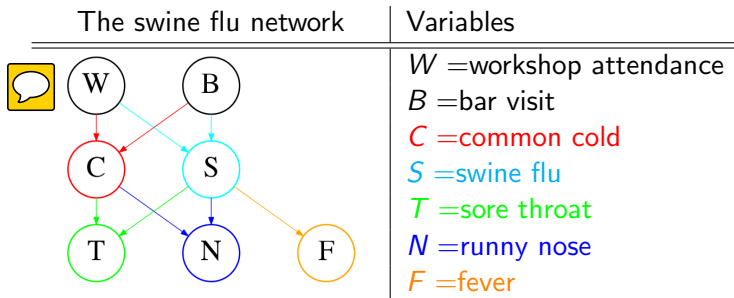 The swine flu network Variables
W B
C S
T N F
W =workshop attendance
B =bar visit
C =common cold
S =swine flu
T =sore throat
N =runny nose
F =fever